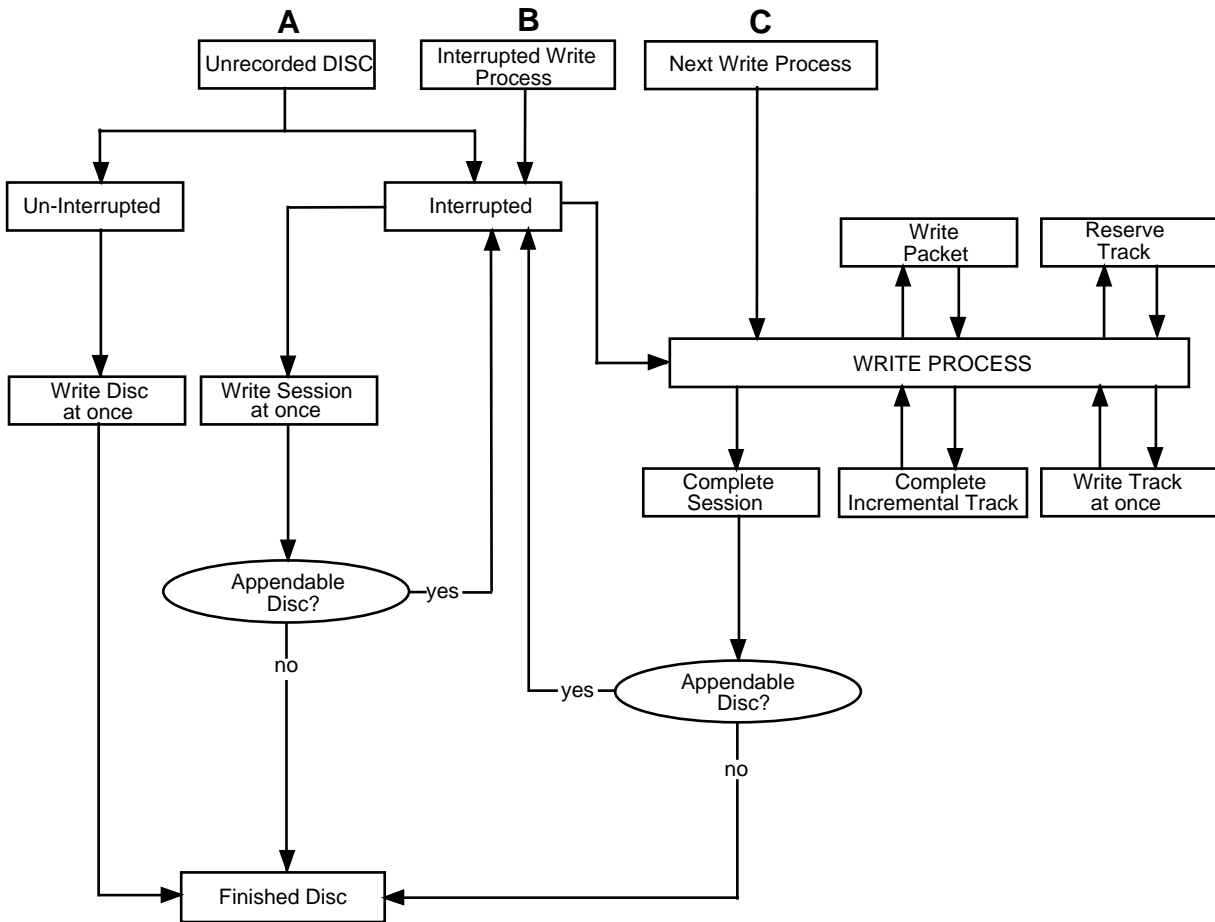 A
B
C
Unrecorded DISC
Interrupted Write
Process
Next Write Process
Un-Interrupted
Interrupted
Write
Packet
Reserve
Track
WRITE PROCESS
Write Disc
at once
Write Session
at once
Complete
Session
Complete
Incremental Track
Write Track
at once
Appendable
Disc?
yes
no
Appendable
Disc?
yes
no
Finished Disc